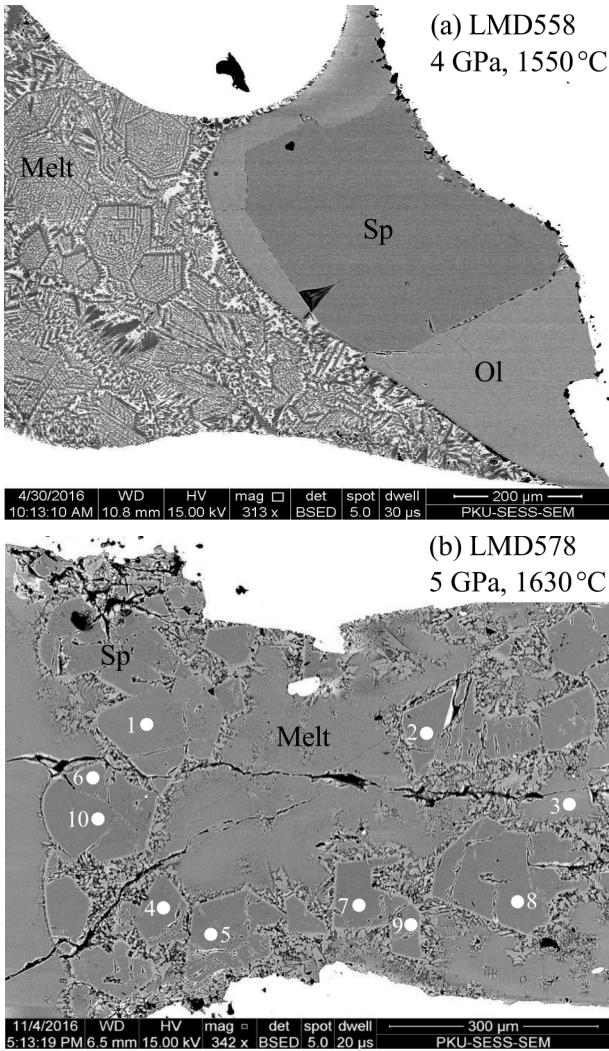 (a) LMD558
4 GPa, 1550 °C
Melt
Sp
Ol
4/30/2016 WD HV mag det spot dwell 200 µm
10:13:10 AM 10.8 mm 15.00 kV 313 x BSED 5.0 30 µs PKU-SESS-SEM
(b) LMD578
5 GPa, 1630 °C
Sp
1
Melt
2
6
3
10
4
5
7
9
8
11/4/2016 WD HV mag det spot dwell 300 µm
5:13:19 PM 6.5 mm 15.00 kV 342 x BSED 5.0 20 µs PKU-SESS-SEM